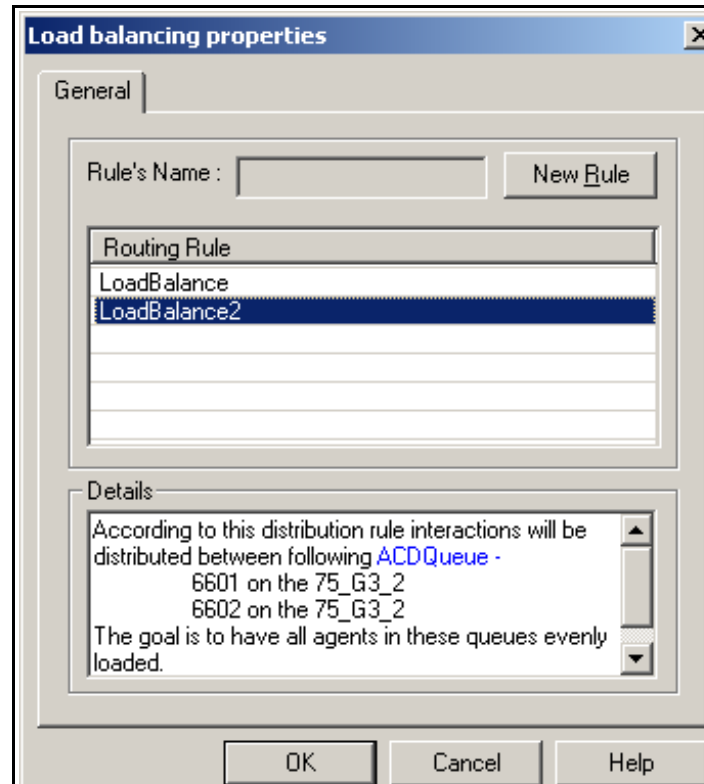 Load balancing properties
General
Rule's Name :
New Rule
Routing Rule
LoadBalance
LoadBalance2
Details
According to this distribution rule interactions will be
distributed between following ACDQueue -
6601 on the 75_G3_2
6602 on the 75_G3_2
The goal is to have all agents in these queues evenly
loaded.
OK Cancel Help